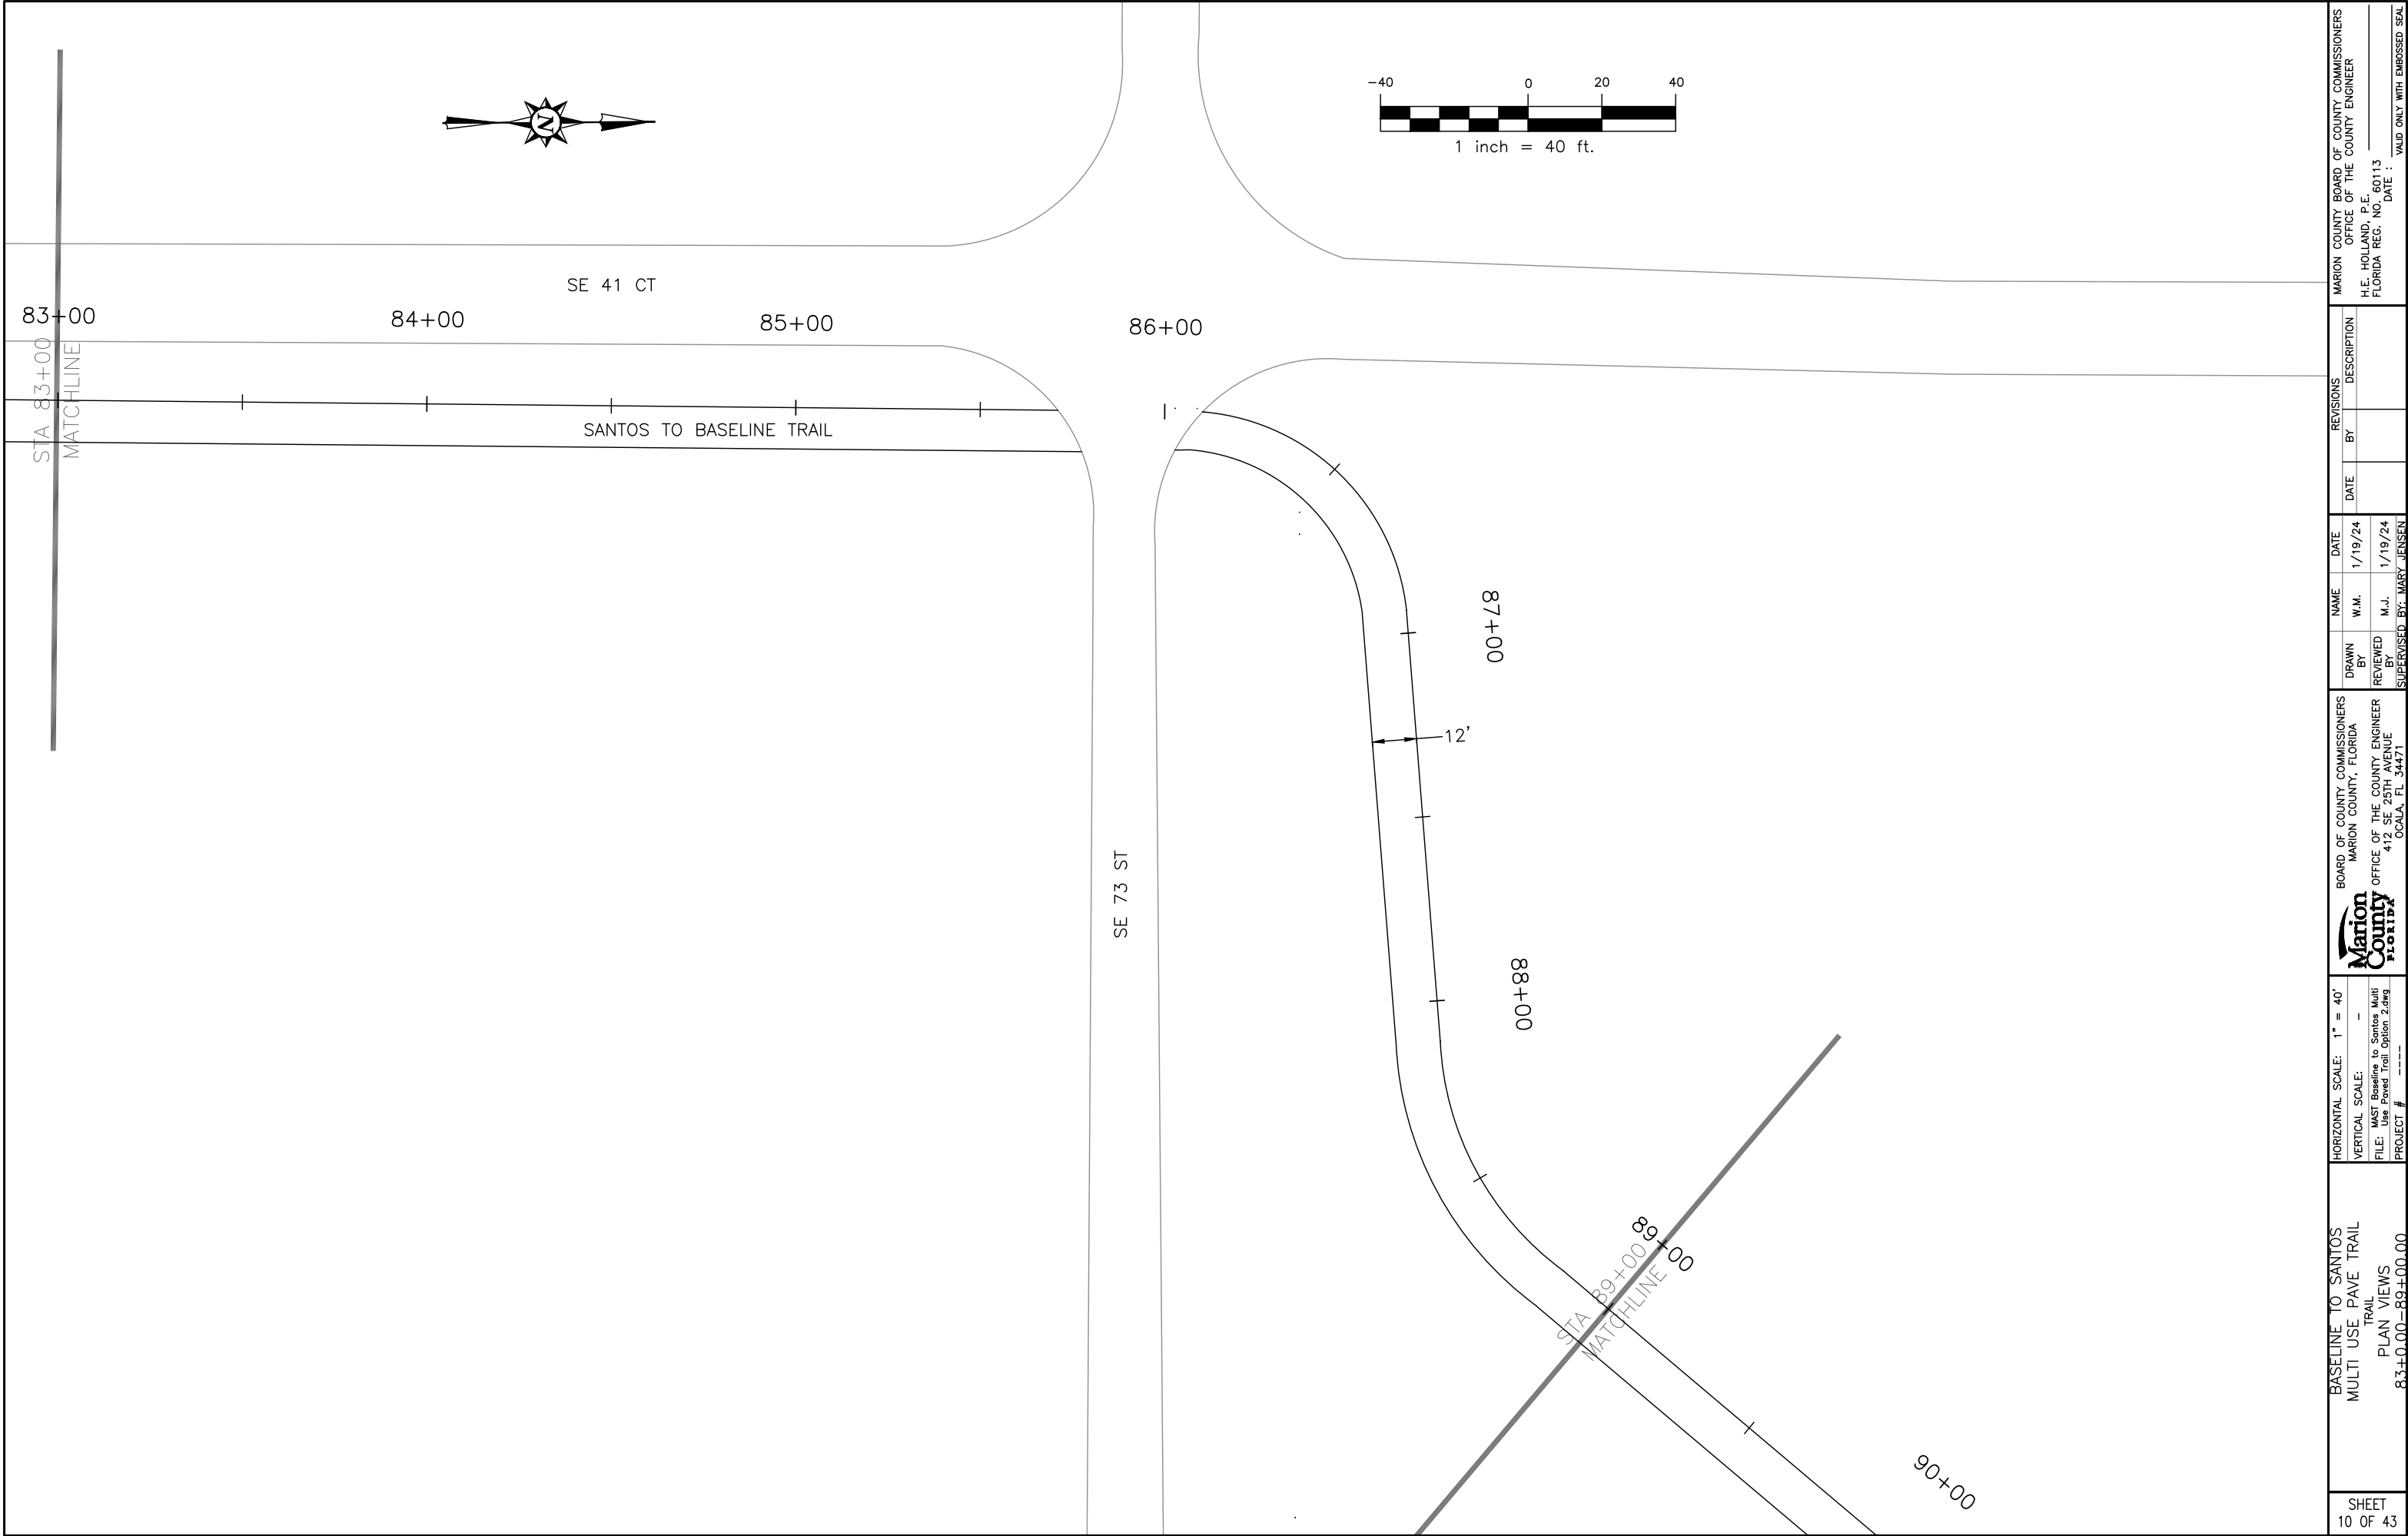 -40 0 20 40
1 inch = 40 ft.
N
SE 41 CT
83+00
84+00
85+00
86+00
STA 83+00
MATCHLINE
SANTOS TO BASELINE TRAIL
87+00
12'
SE 73 ST
88+00
89+00
STA 89+00
MATCHLINE
90+00
MARION COUNTY BOARD OF COUNTY COMMISSIONERS
OFFICE OF THE COUNTY ENGINEER
H.E. HOLLAND, P.E.
FLORIDA REG. NO. 60113
DATE :
VALID ONLY WITH EMBOSSED SEAL
REVISIONS
DATE BY DESCRIPTION
NAME DATE
DRAWN BY W.M. 1/19/24
REVIEWED BY M.J. 1/19/24
SUPERVISED BY: MARY JENSEN
BOARD OF COUNTY COMMISSIONERS
MARION COUNTY, FLORIDA
OFFICE OF THE COUNTY ENGINEER
412 SE 25TH AVENUE
OCALA, FL 34471
Marion
County
FLORIDA
HORIZONTAL SCALE: 1" = 40'
VERTICAL SCALE: -
FILE: MAST Baseline to Santos Multi
Use Paved Trail Option 2.dwg
PROJECT # ----
BASELINE TO SANTOS
MULTI USE PAVE TRAIL
TRAIL
PLAN VIEWS
83+0.00-89+00.00
SHEET
10 OF 43